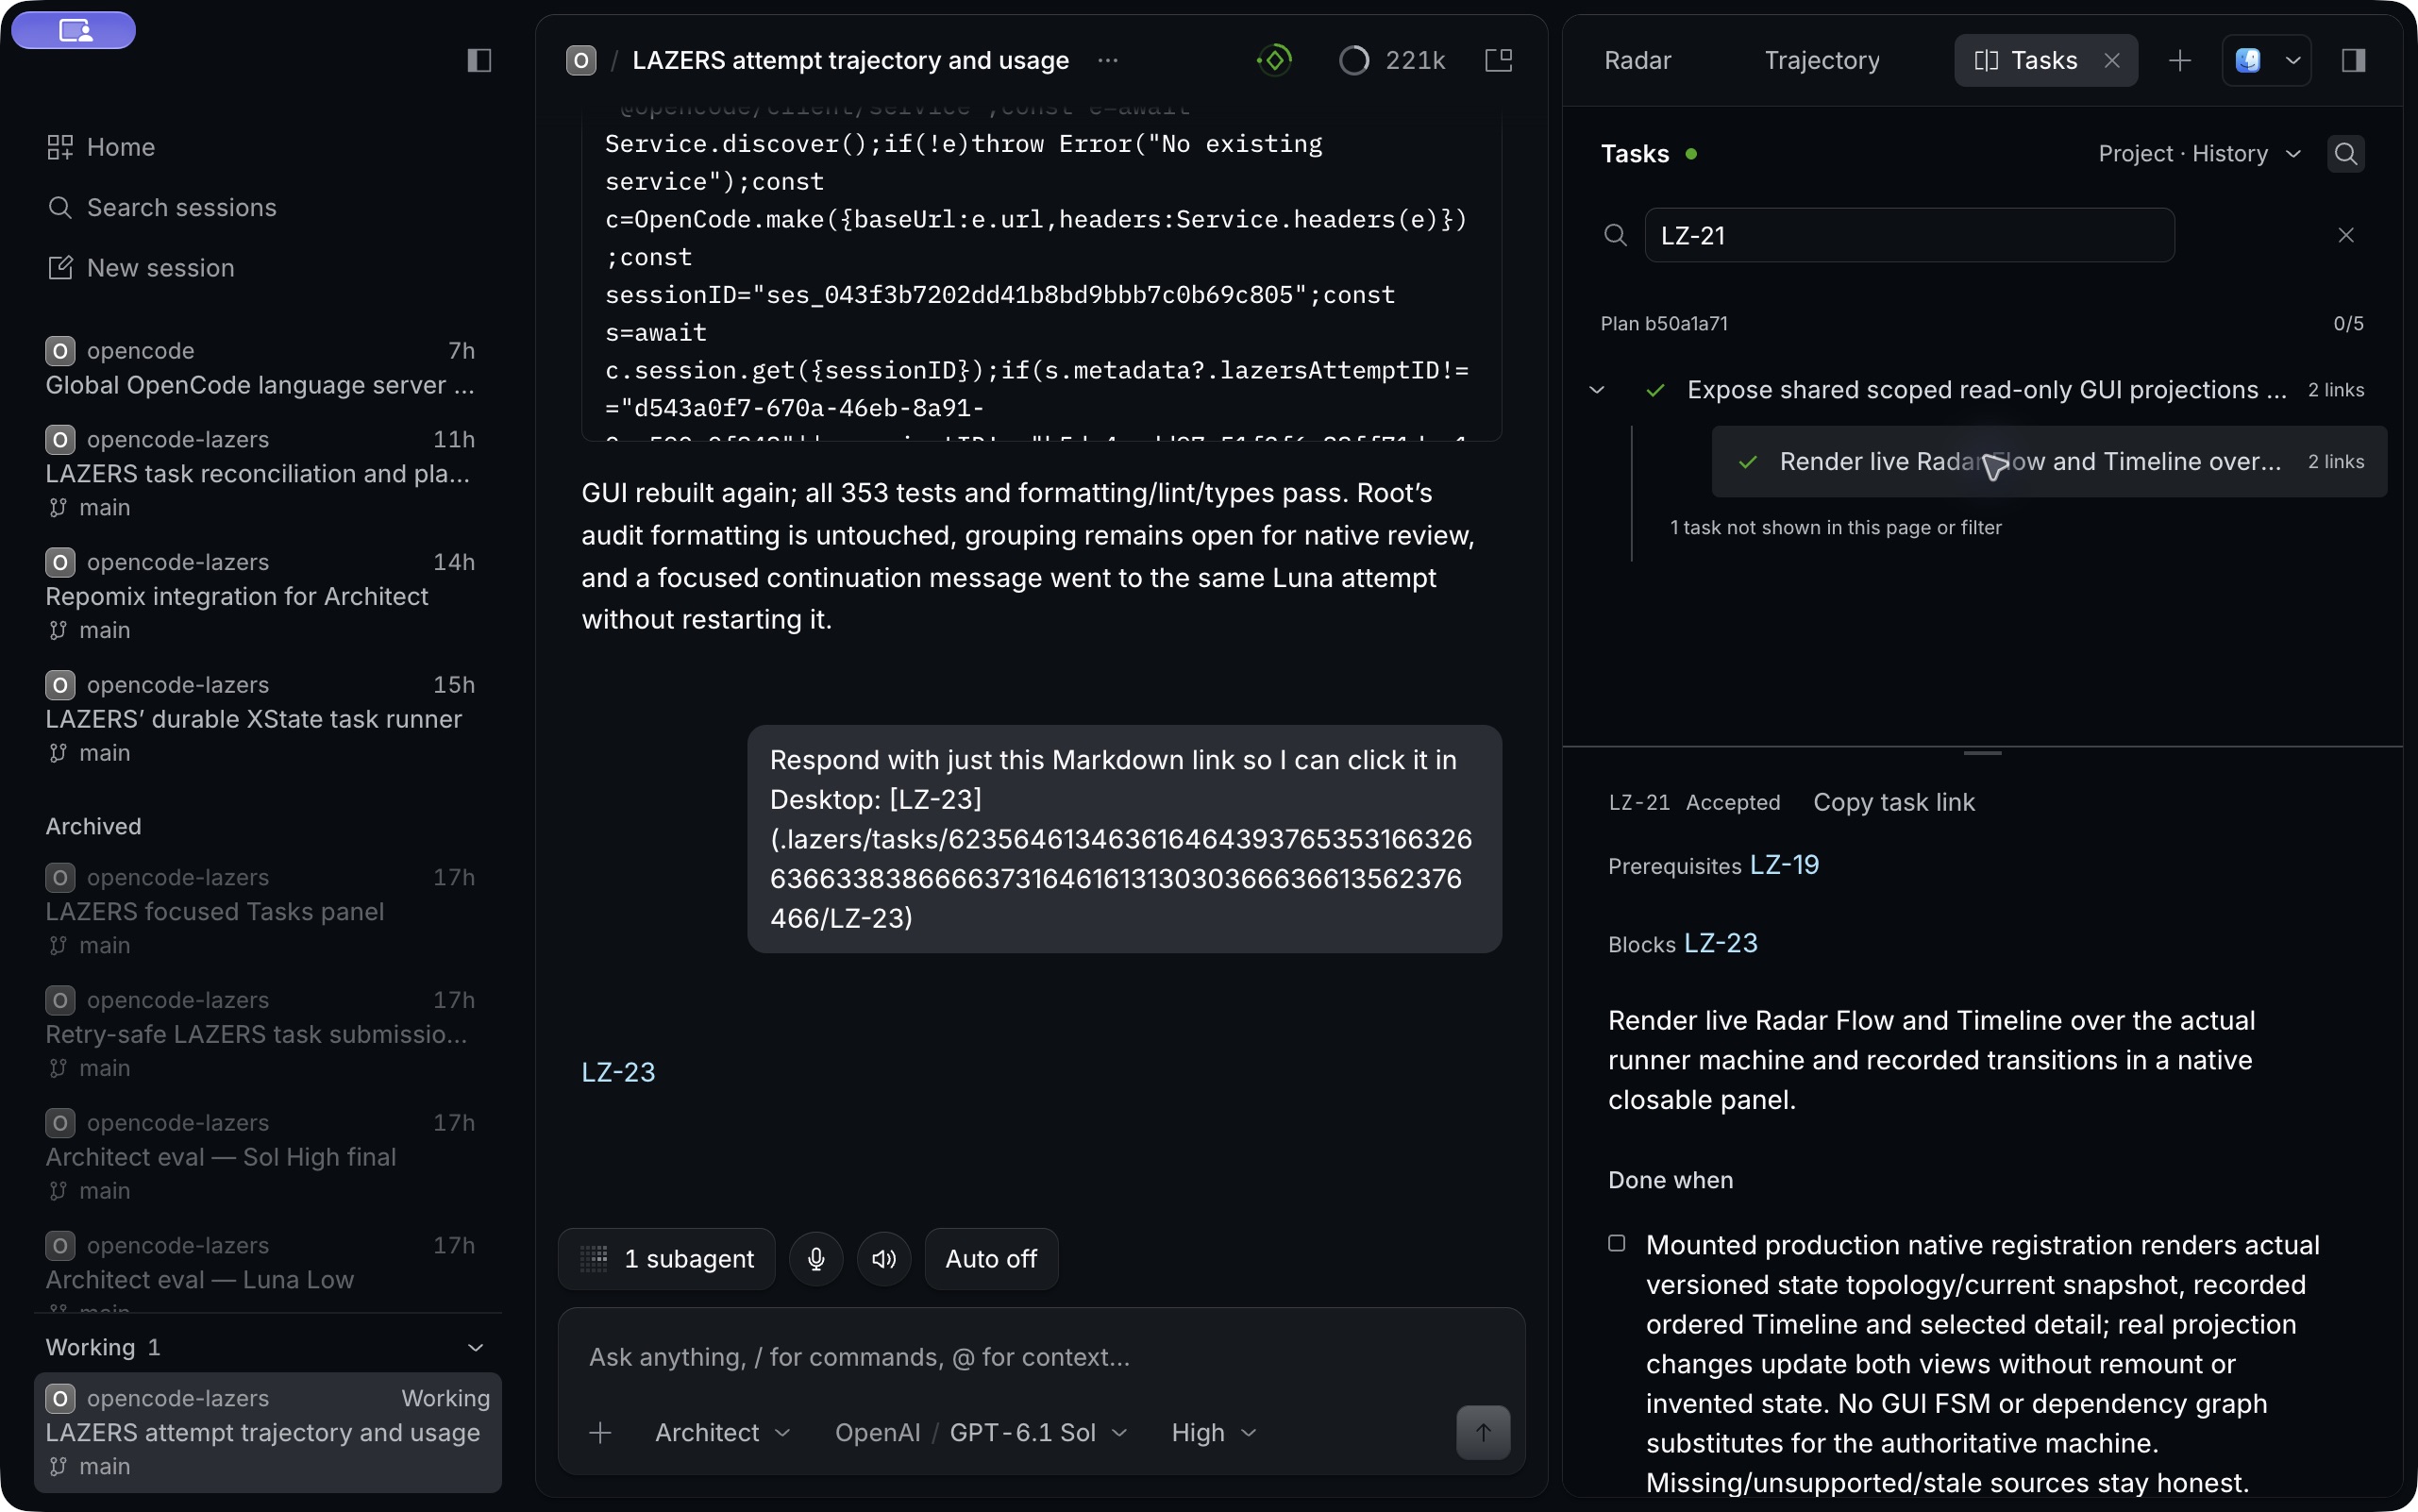 Home
Search sessions
New session
O opencode 7h
Global OpenCode language server ...
O opencode-lazers 11h
LAZERS task reconciliation and pla...
main
O opencode-lazers 14h
Repomix integration for Architect
main
O opencode-lazers 15h
LAZERS’ durable XState task runner
main
Archived
O opencode-lazers 17h
LAZERS focused Tasks panel
main
O opencode-lazers 17h
Retry-safe LAZERS task submissio...
main
O opencode-lazers 17h
Architect eval — Sol High final
main
O opencode-lazers 17h
Architect eval — Luna Low
main
Working 1
O opencode-lazers Working
LAZERS attempt trajectory and usage
main
O / LAZERS attempt trajectory and usage ... 221k
"@opencode/client/service";const e=await
Service.discover();if(!e)throw Error("No existing
service");const
c=OpenCode.make({baseUrl:e.url,headers:Service.headers(e)})
;const
sessionID="ses_043f3b7202dd41b8bd9bbb7c0b69c805";const
s=await
c.session.get({sessionID});if(s.metadata?.lazersAttemptID!=
="d543a0f7-670a-46eb-8a91-
GUI rebuilt again; all 353 tests and formatting/lint/types pass. Root’s
audit formatting is untouched, grouping remains open for native review,
and a focused continuation message went to the same Luna attempt
without restarting it.
Respond with just this Markdown link so I can click it in
Desktop: [LZ-23]
(.lazers/tasks/6235646134636164643937653531663266
6366338386666373164616131303036663661356237​6
466/LZ-23)
LZ-23
1 subagent
Auto off
Ask anything, / for commands, @ for context...
Architect
OpenAI / GPT-6.1 Sol
High
Radar
Trajectory
Tasks
Tasks
Project · History
LZ-21
Plan b50a1a71 0/5
Expose shared scoped read-only GUI projections ... 2 links
Render live Radar Flow and Timeline over... 2 links
1 task not shown in this page or filter
LZ-21 Accepted Copy task link
Prerequisites LZ-19
Blocks LZ-23
Render live Radar Flow and Timeline over the actual
runner machine and recorded transitions in a native
closable panel.
Done when
Mounted production native registration renders actual
versioned state topology/current snapshot, recorded
ordered Timeline and selected detail; real projection
changes update both views without remount or
invented state. No GUI FSM or dependency graph
substitutes for the authoritative machine.
Missing/unsupported/stale sources stay honest.